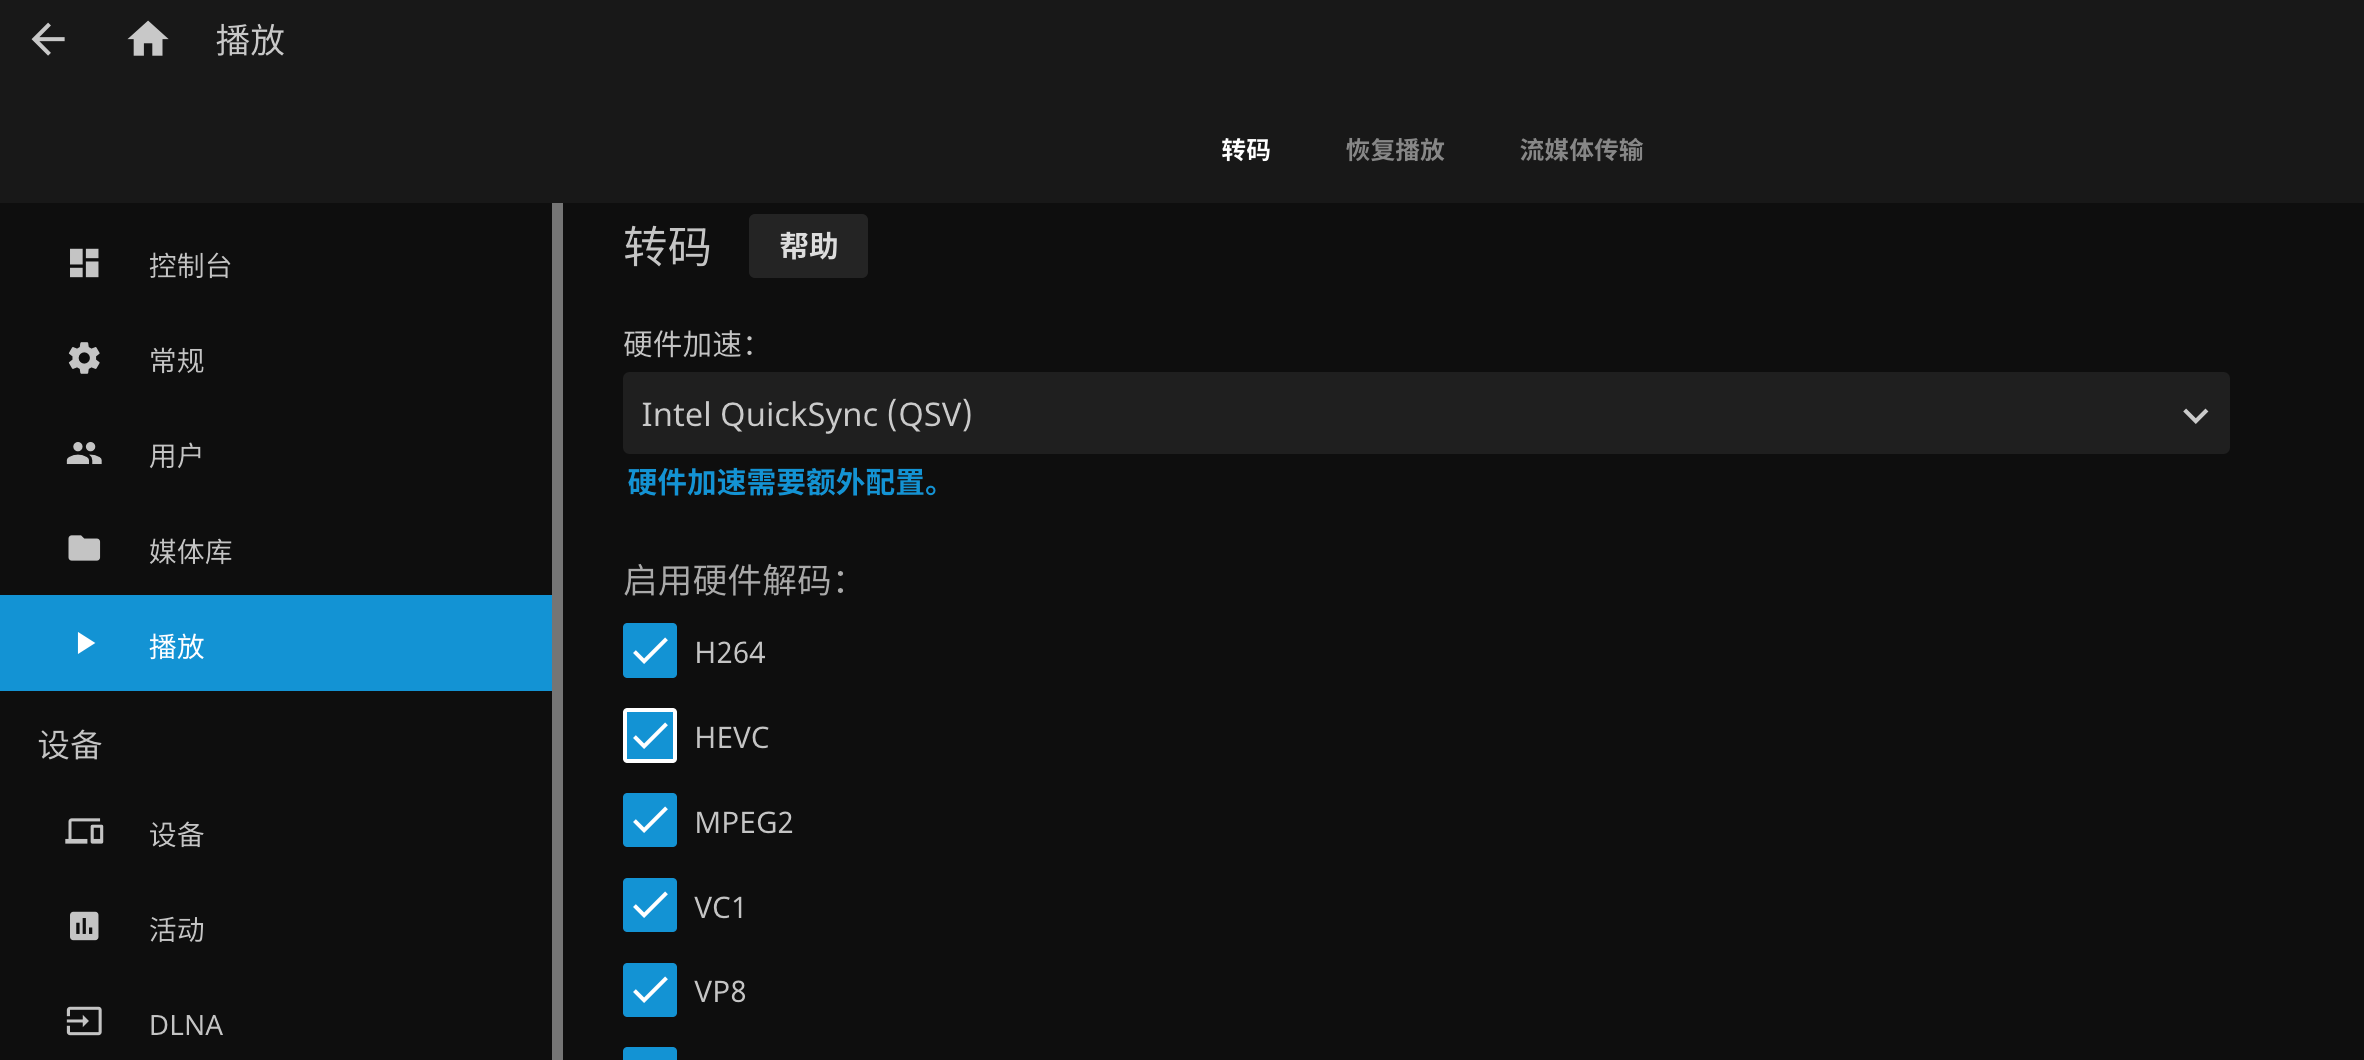 播放
转码
恢复播放
流媒体传输
控制台
常规
用户
媒体库
播放
设备
设备
活动
DLNA
转码
帮助
硬件加速：
Intel QuickSync (QSV)
硬件加速需要额外配置。
启用硬件解码：
H264
HEVC
MPEG2
VC1
VP8